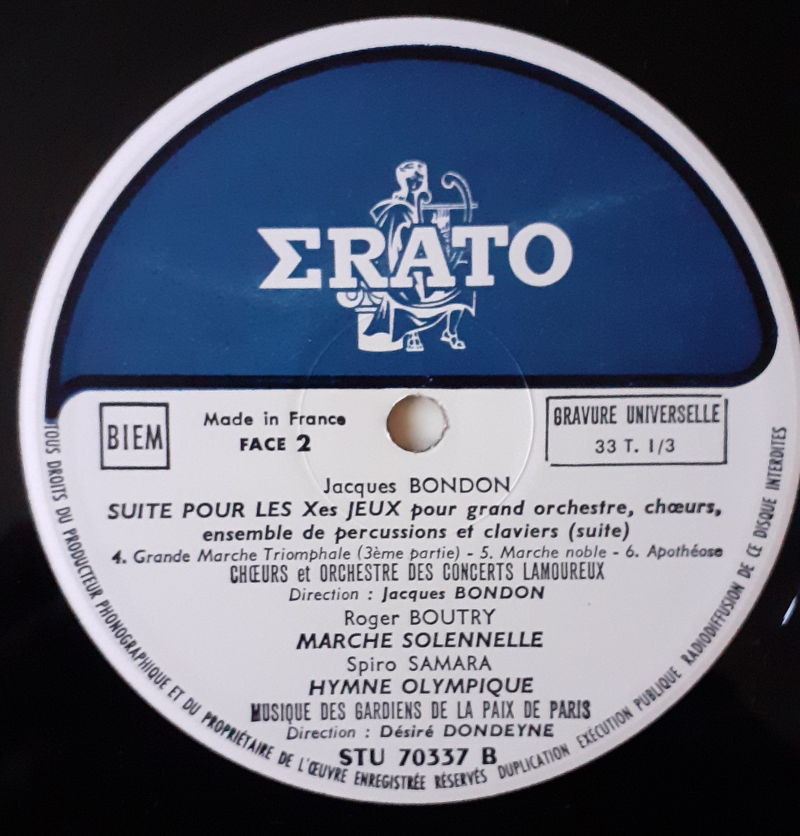 ΣRATO
BIEM
Made in France
FACE 2
GRAVURE UNIVERSELLE
33 T. 1/3
Jacques BONDON
SUITE POUR LES Xes JEUX pour grand orchestre, chœurs,
ensemble de percussions et claviers (suite)
4. Grande Marche Triomphale (3ème partie) - 5. Marche noble - 6. Apothéose
CHŒURS et ORCHESTRE DES CONCERTS LAMOUREUX
Direction : Jacques BONDON
Roger BOUTRY
MARCHE SOLENNELLE
Spiro SAMARA
HYMNE OLYMPIQUE
MUSIQUE DES GARDIENS DE LA PAIX DE PARIS
Direction : Désiré DONDEYNE
STU 70337 B
TOUS DROITS DU PRODUCTEUR PHONOGRAPHIQUE ET DU PROPRIÉTAIRE DE L'ŒUVRE ENREGISTRÉE RÉSERVÉS DUPLICATION EXÉCUTION PUBLIQUE RADIODIFFUSION DE CE DISQUE INTERDITES